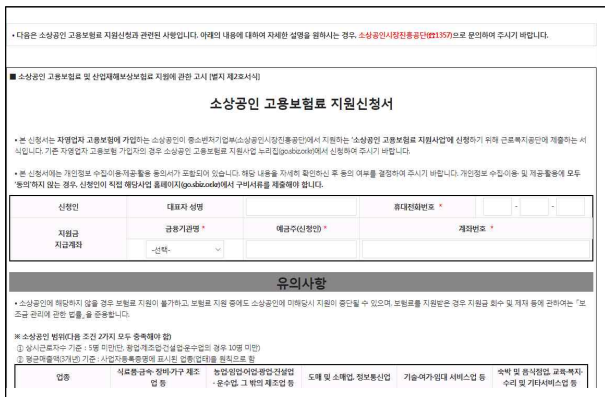 • 다음은 소상공인 고용보험료 지원신청과 관련된 사항입니다. 아래의 내용에 대하여 자세한 설명을 원하시는 경우, 소상공인시장진흥공단(☎1357)으로 문의하여 주시기 바랍니다.
■ 소상공인 고용보험료 및 산업재해보상보험료 지원에 관한 고시 [별지 제2호서식]
소상공인 고용보험료 지원신청서
• 본 신청서는 자영업자 고용보험에 가입하는 소상공인이 중소벤처기업부(소상공인시장진흥공단)에서 지원하는 '소상공인 고용보험료 지원사업'에 신청하기 위해 근로복지공단에 제출하는 서
식입니다. 기존 자영업자 고용보험 가입자의 경우 소상공인 고용보험료 지원사업 누리집(go.sbiz.or.kr)에서 신청하여 주시기 바랍니다.
• 본 신청서에는 개인정보 수집·이용·제공·활용 동의서가 포함되어 있습니다. 해당 내용을 자세히 확인하신 후 동의 여부를 결정하여 주시기 바랍니다. 개인정보 수집·이용· 및 제공·활용에 모두
'동의'하지 않는 경우, 신청인이 직접 해당사업 홈페이지(go.sbiz.or.kr)에서 구비서류를 제출해야 합니다.
신청인 대표자 성명 휴대전화번호 * - -
지원금
지급계좌
금융기관명 * 예금주(신청인) * 계좌번호 *
-선택-
유의사항
• 소상공인에 해당하지 않을 경우 보험료 지원이 불가하고, 보험료 지원 중에도 소상공인에 미해당시 지원이 중단될 수 있으며, 보험료를 지원받은 경우 지원금 회수 및 제재 등에 관하여는 「보
조금 관리에 관한 법률」을 준용합니다.
※ 소상공인 범위(다음 조건 2가지 모두 충족해야 함)
① 상시근로자수 기준 : 5명 미만(단, 광업·제조업·건설업·운수업의 경우 10명 미만)
② 평균매출액(3개년) 기준 : 사업자등록증명에 표시된 업종(업태)을 원칙으로 함
업종 식료품·금속·장비·가구 제조업 등 농업·임업·어업·광업·건설업·운수업, 그 밖의 제조업 등 도매 및 소매업, 정보통신업 기술·여가·임대 서비스업 등 숙박 및 음식점업, 교육·복지·수리 및 기타서비스업 등